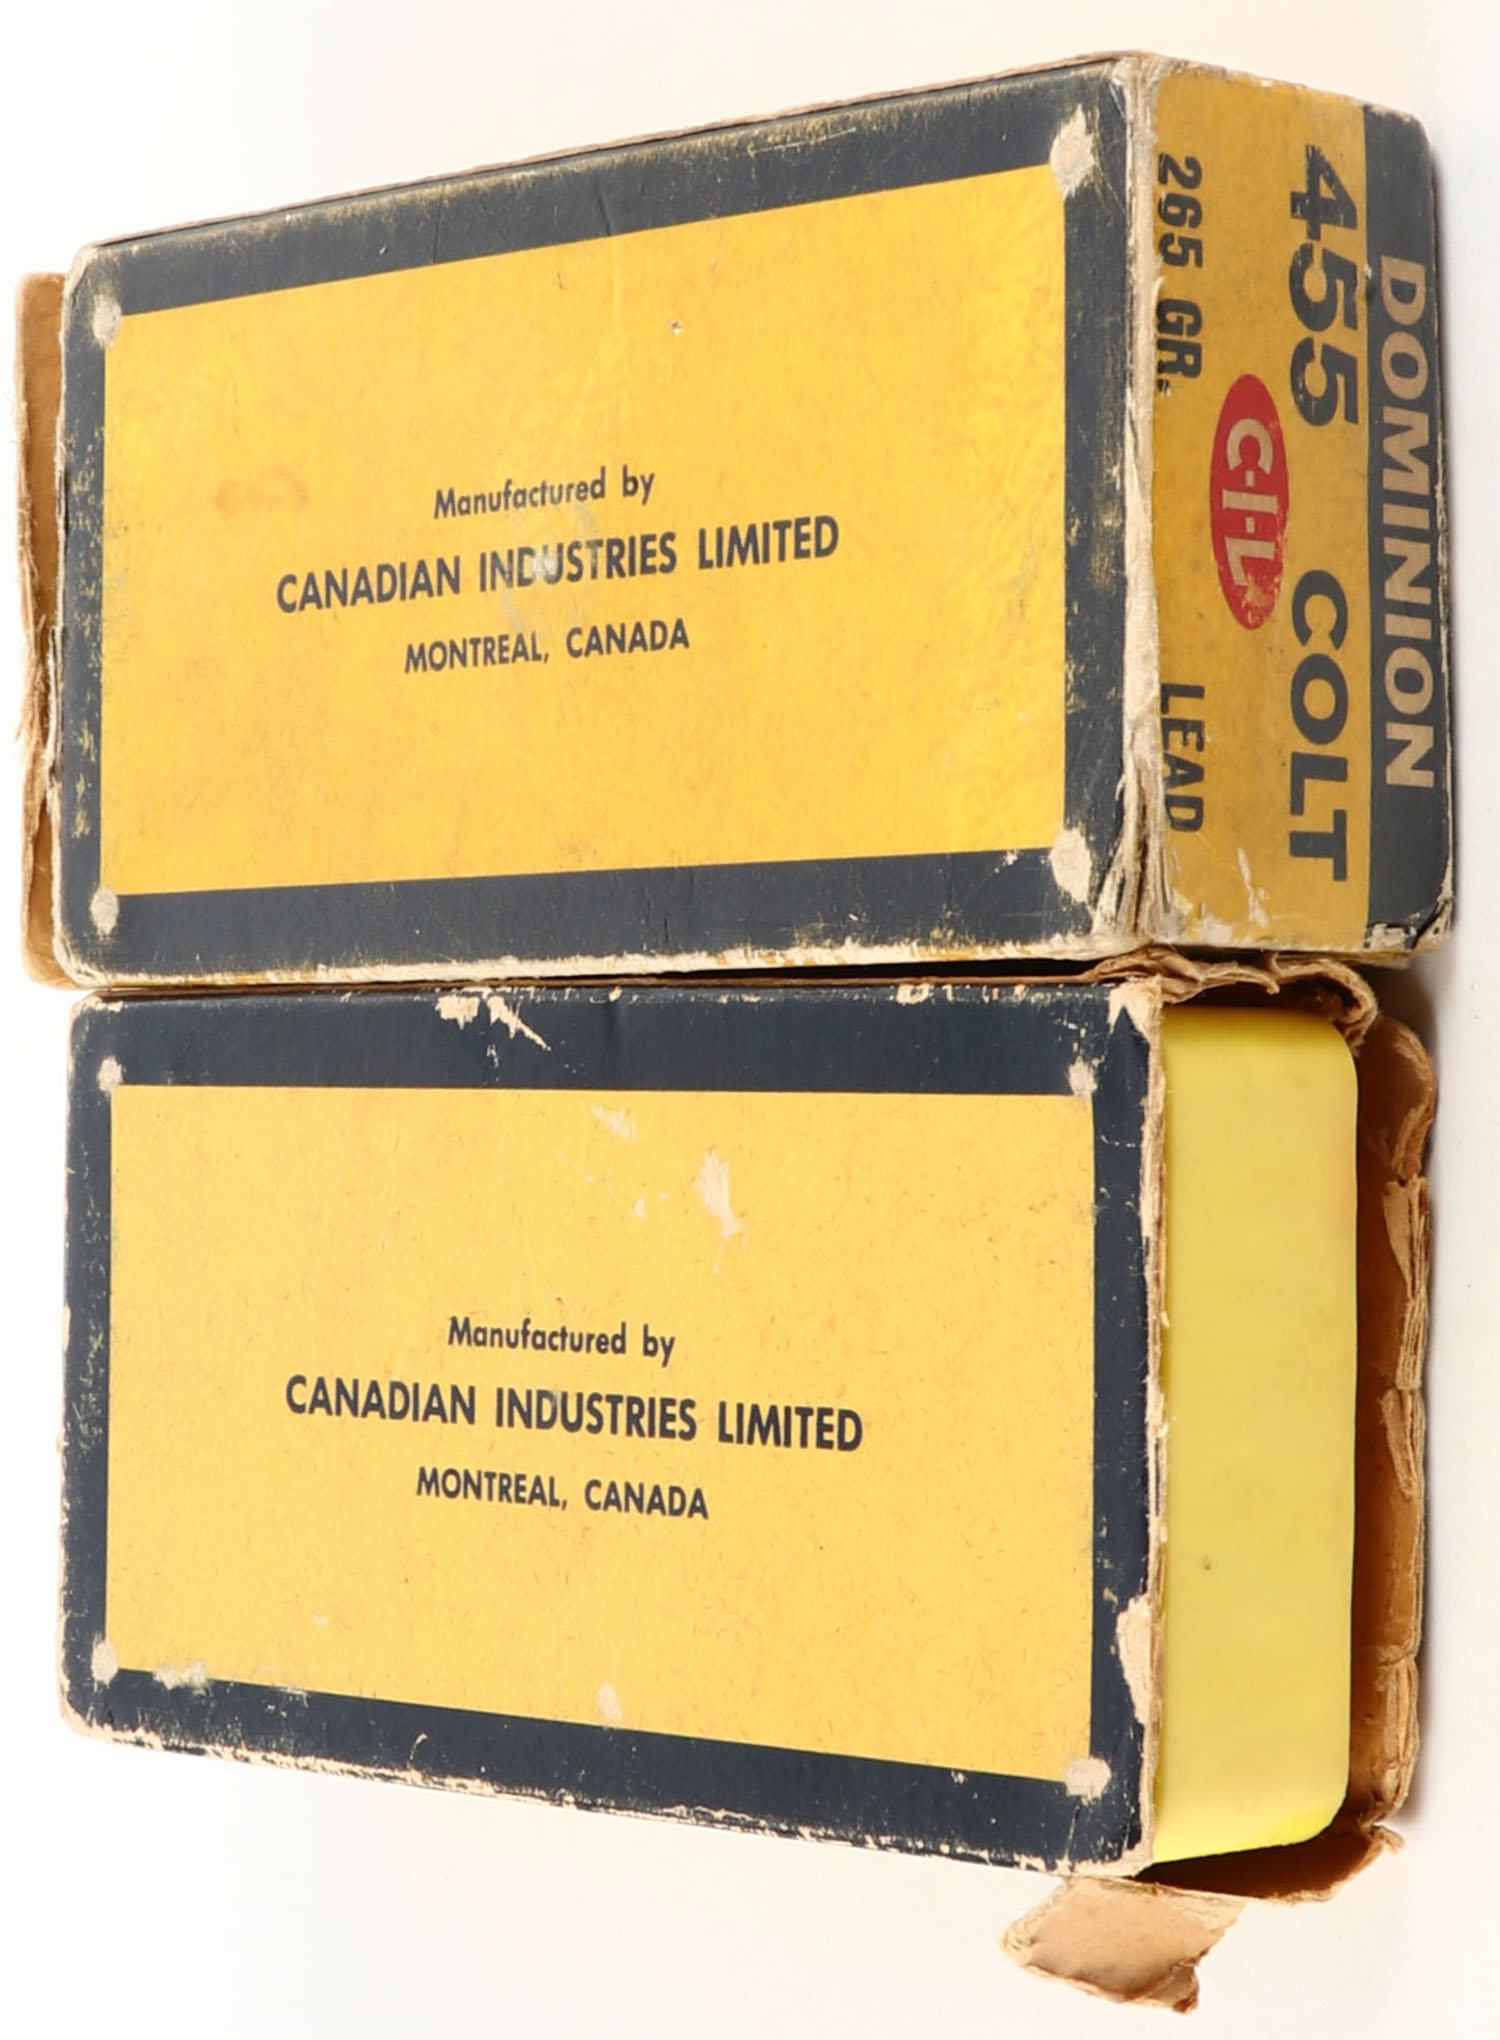 Manufactured by
CANADIAN INDUSTRIES LIMITED
MONTREAL, CANADA
DOMINION
455 COLT
C-I-L
265 GR. LEAD
Manufactured by
CANADIAN INDUSTRIES LIMITED
MONTREAL, CANADA